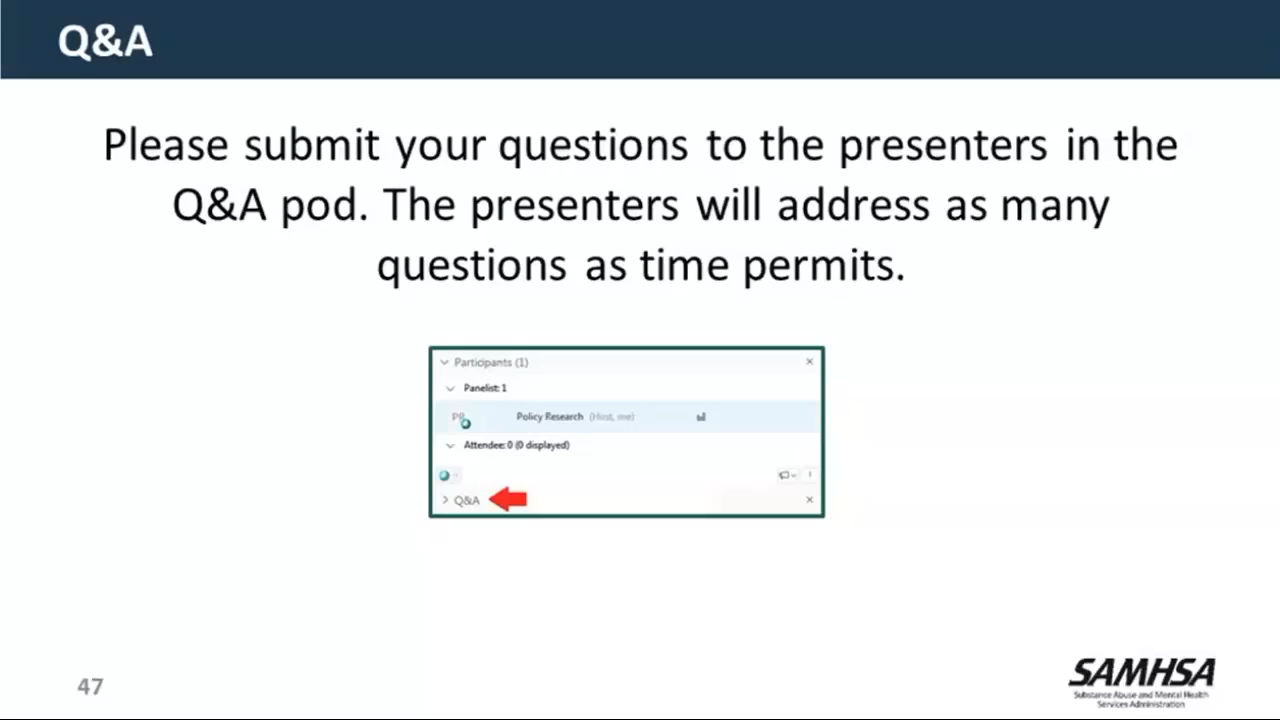 Q&A
Please submit your questions to the presenters in the
Q&A pod. The presenters will address as many
questions as time permits.
Participants (1)
Panelist: 1
Policy Research (Host, me)
Attendee: 0 (0 displayed)
Q&A
47
SAMHSA
Substance Abuse and Mental Health
Services Administration